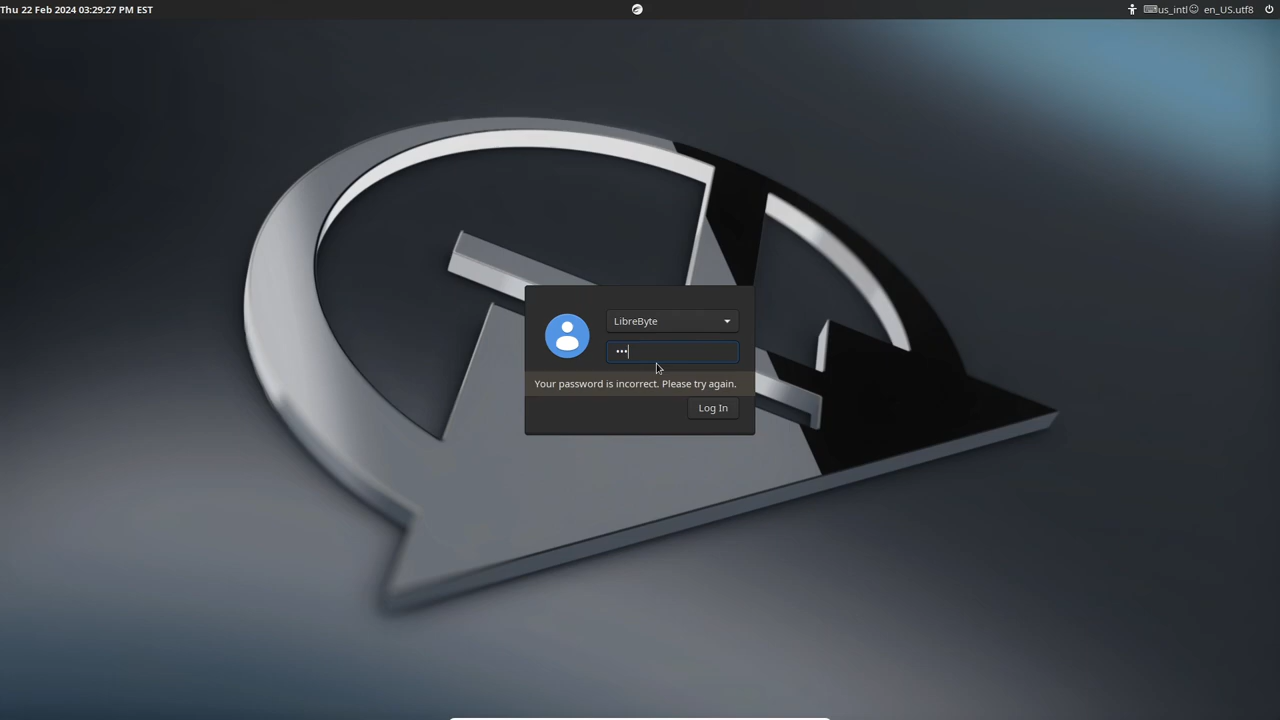 Thu 22 Feb 2024 03:29:27 PM EST
us_intl
en_US.utf8
LibreByte
•••
Your password is incorrect. Please try again.
Log In